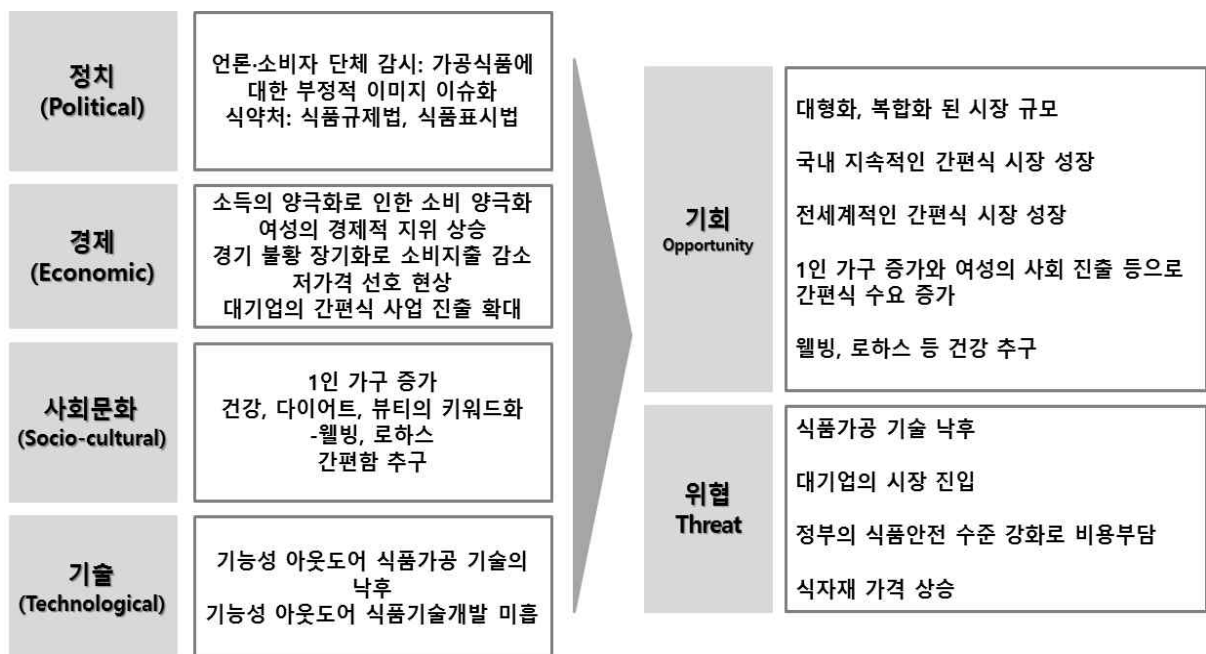 정치
(Political)
언론·소비자 단체 감시: 가공식품에
대한 부정적 이미지 이슈화
식약처: 식품규제법, 식품표시법
경제
(Economic)
소득의 양극화로 인한 소비 양극화
여성의 경제적 지위 상승
경기 불황 장기화로 소비지출 감소
저가격 선호 현상
대기업의 간편식 사업 진출 확대
사회문화
(Socio-cultural)
1인 가구 증가
건강, 다이어트, 뷰티의 키워드화
-웰빙, 로하스
간편함 추구
기술
(Technological)
기능성 아웃도어 식품가공 기술의
낙후
기능성 아웃도어 식품기술개발 미흡
기회
Opportunity
대형화, 복합화 된 시장 규모
국내 지속적인 간편식 시장 성장
전세계적인 간편식 시장 성장
1인 가구 증가와 여성의 사회 진출 등으로
간편식 수요 증가
웰빙, 로하스 등 건강 추구
위협
Threat
식품가공 기술 낙후
대기업의 시장 진입
정부의 식품안전 수준 강화로 비용부담
식자재 가격 상승